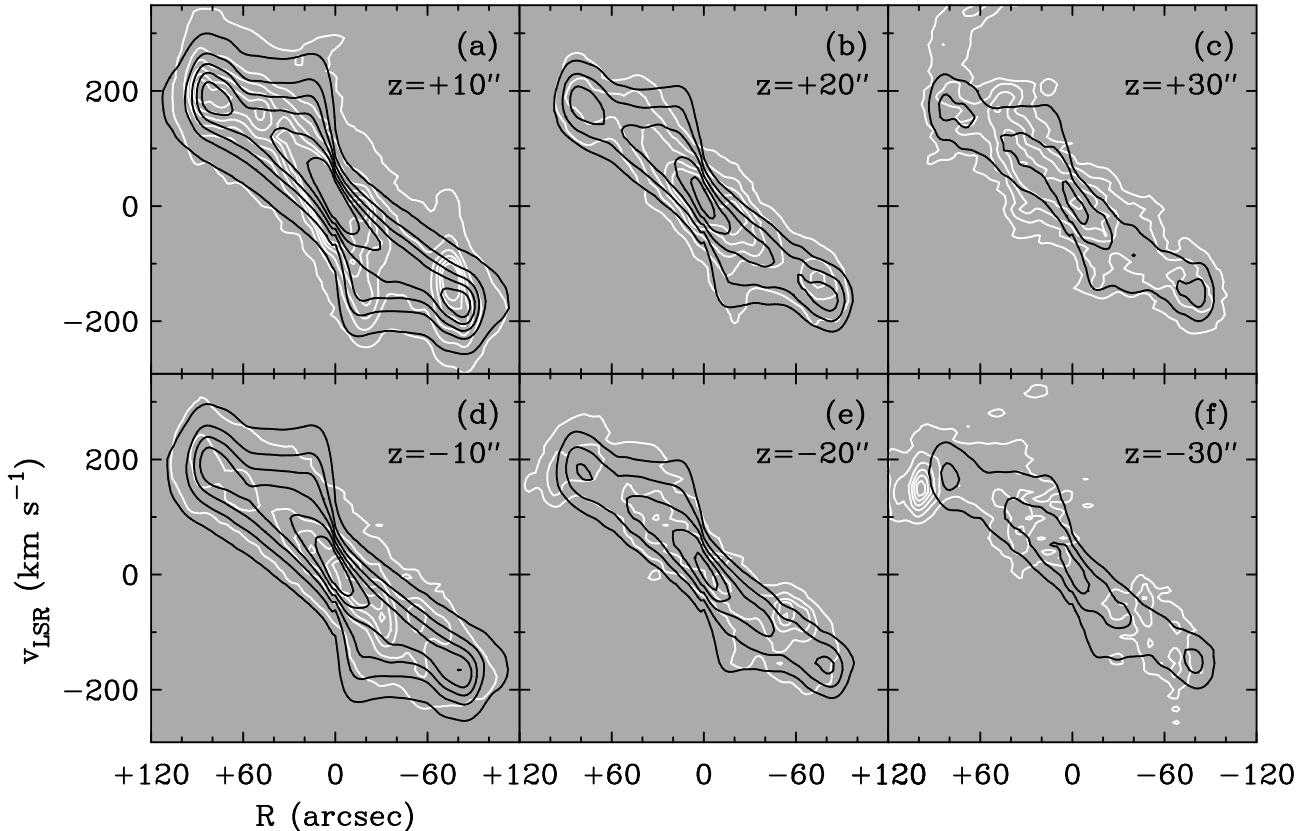 (a) (b) (c)
z=+10″ z=+20″ z=+30″
200
0
−200
(d) (e) (f)
z=−10″ z=−20″ z=−30″
200
0
−200
v_LSR (km s⁻¹)
+120 +60 0 −60 +120 +60 0 −60 +120 +60 0 −60 −120
R (arcsec)